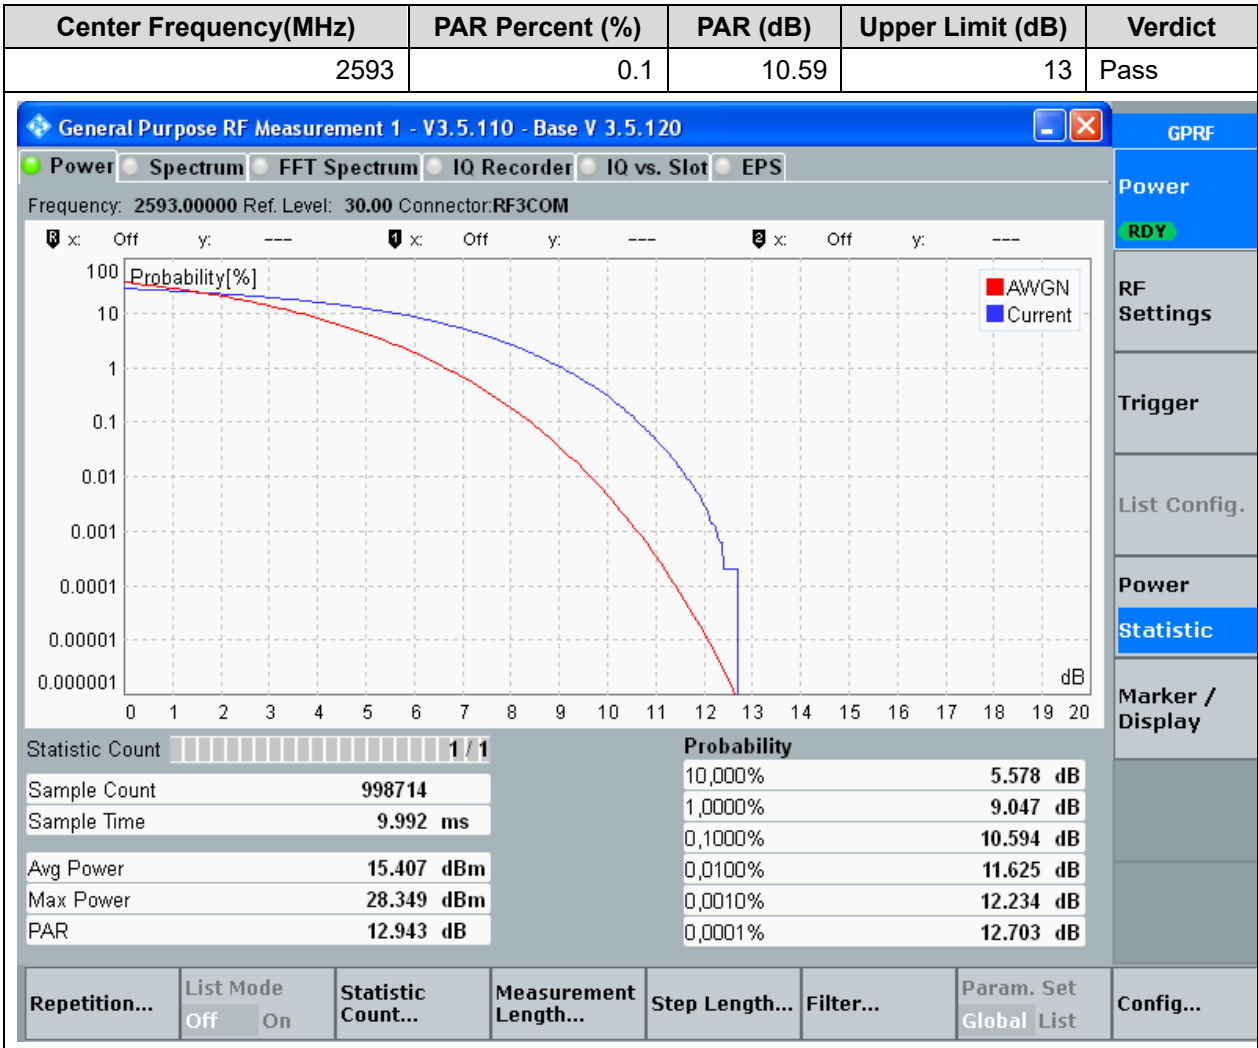 Center Frequency(MHz) PAR Percent (%) PAR (dB) Upper Limit (dB) Verdict
2593 0.1 10.59 13 Pass
General Purpose RF Measurement 1 - V3.5.110 - Base V 3.5.120
GPRF
Power Spectrum FFT Spectrum IQ Recorder IQ vs. Slot EPS
Frequency: 2593.00000 Ref. Level: 30.00 Connector:RF3COM
R x: Off y: --- 1 x: Off y: --- 2 x: Off y: ---
Probability[%]
100
10
1
0.1
0.01
0.001
0.0001
0.00001
0.000001
AWGN
Current
dB
0 1 2 3 4 5 6 7 8 9 10 11 12 13 14 15 16 17 18 19 20
Statistic Count 1 / 1
Sample Count 998714
Sample Time 9.992 ms
Avg Power 15.407 dBm
Max Power 28.349 dBm
PAR 12.943 dB
Probability
10,000% 5.578 dB
1,0000% 9.047 dB
0,1000% 10.594 dB
0,0100% 11.625 dB
0,0010% 12.234 dB
0,0001% 12.703 dB
Power
RDY
RF
Settings
Trigger
List Config.
Power
Statistic
Marker /
Display
Repetition...
List Mode
Off On
Statistic
Count...
Measurement
Length...
Step Length...
Filter...
Param. Set
Global List
Config...